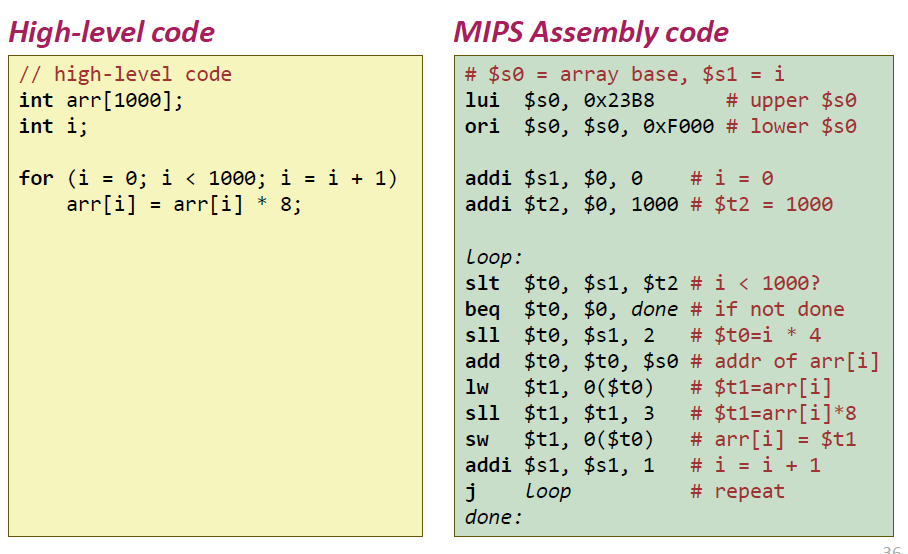 High-level code
// high-level code
int arr[1000];
int i;
for (i = 0; i < 1000; i = i + 1)
arr[i] = arr[i] * 8;
MIPS Assembly code
# $s0 = array base, $s1 = i
lui $s0, 0x23B8 # upper $s0
ori $s0, $s0, 0xF000 # lower $s0
addi $s1, $0, 0 # i = 0
addi $t2, $0, 1000 # $t2 = 1000
loop:
slt $t0, $s1, $t2 # i < 1000?
beq $t0, $0, done # if not done
sll $t0, $s1, 2 # $t0=i * 4
add $t0, $t0, $s0 # addr of arr[i]
lw $t1, 0($t0) # $t1=arr[i]
sll $t1, $t1, 3 # $t1=arr[i]*8
sw $t1, 0($t0) # arr[i] = $t1
addi $s1, $s1, 1 # i = i + 1
j loop # repeat
done:
36